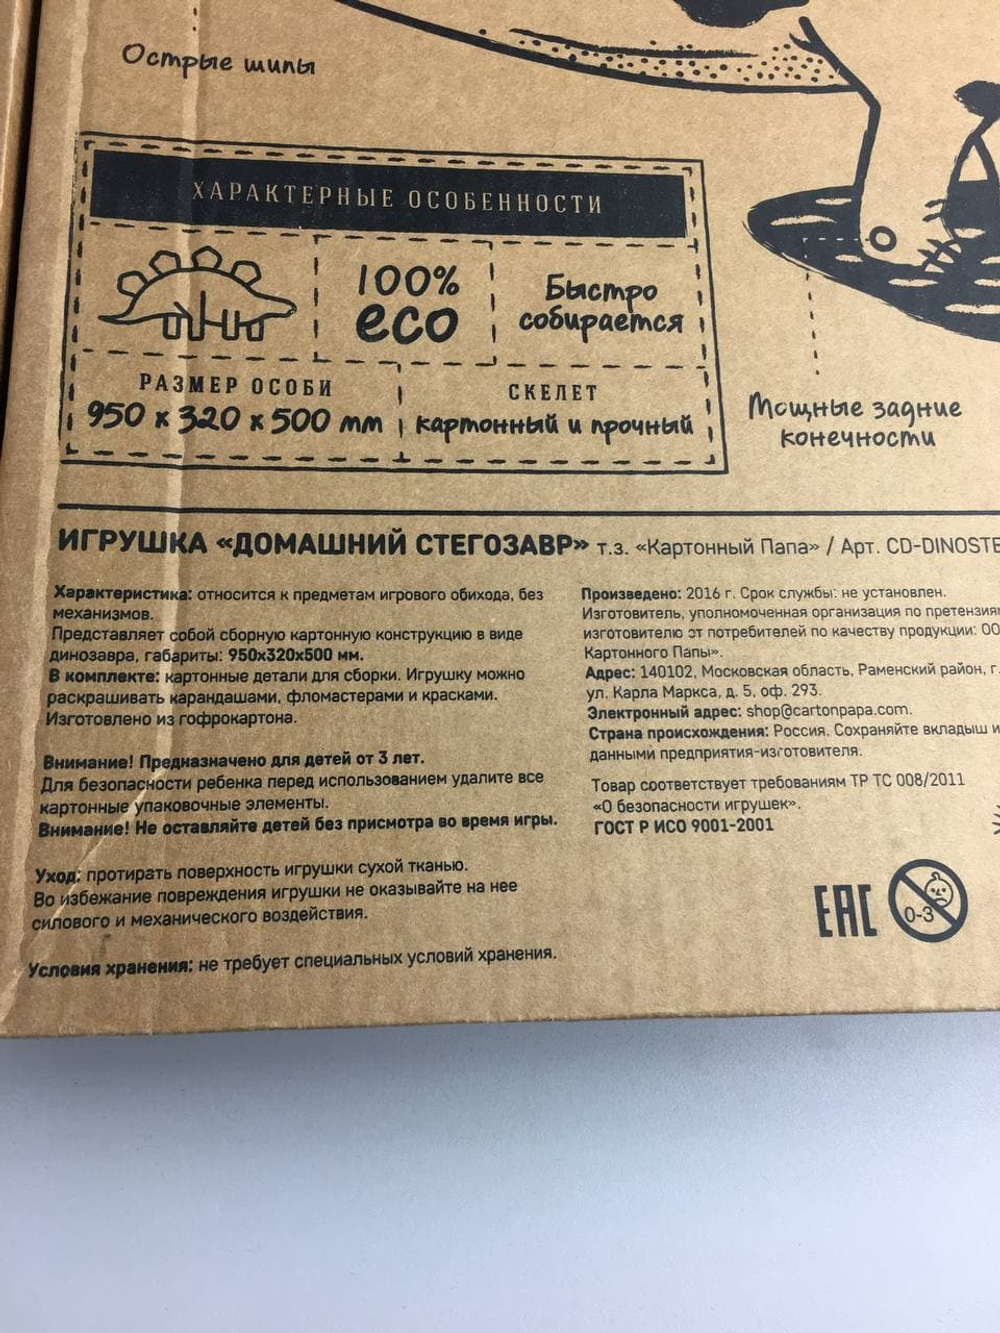 Острые шипы
ХАРАКТЕРНЫЕ ОСОБЕННОСТИ
100%
eco
Быстро
собирается
РАЗМЕР ОСОБИ
950 x 320 x 500 мм
СКЕЛЕТ
картонный и прочный
Мощные задние
конечности
ИГРУШКА «ДОМАШНИЙ СТЕГОЗАВР» т.з. «Картонный Папа» / Арт. CD-DINOSTE
Характеристика: относится к предметам игрового обихода, без
механизмов.
Представляет собой сборную картонную конструкцию в виде
динозавра, габариты: 950x320x500 мм.
В комплекте: картонные детали для сборки. Игрушку можно
раскрашивать карандашами, фломастерами и красками.
Изготовлено из гофрокартона.
Внимание! Предназначено для детей от 3 лет.
Для безопасности ребенка перед использованием удалите все
картонные упаковочные элементы.
Внимание! Не оставляйте детей без присмотра во время игры.
Уход: протирать поверхность игрушки сухой тканью.
Во избежание повреждения игрушки не оказывайте на нее
силового и механического воздействия.
Условия хранения: не требует специальных условий хранения.
Произведено: 2016 г. Срок службы: не установлен.
Изготовитель, уполномоченная организация по претензия
изготовителю от потребителей по качеству продукции: ОО
Картонного Папы».
Адрес: 140102, Московская область, Раменский район, г.
ул. Карла Маркса, д. 5, оф. 293.
Электронный адрес: shop@cartonpapa.com.
Страна происхождения: Россия. Сохраняйте вкладыш и
данными предприятия-изготовителя.
Товар соответствует требованиям ТР ТС 008/2011
«О безопасности игрушек».
ГОСТ Р ИСО 9001-2001
EAC
0-3